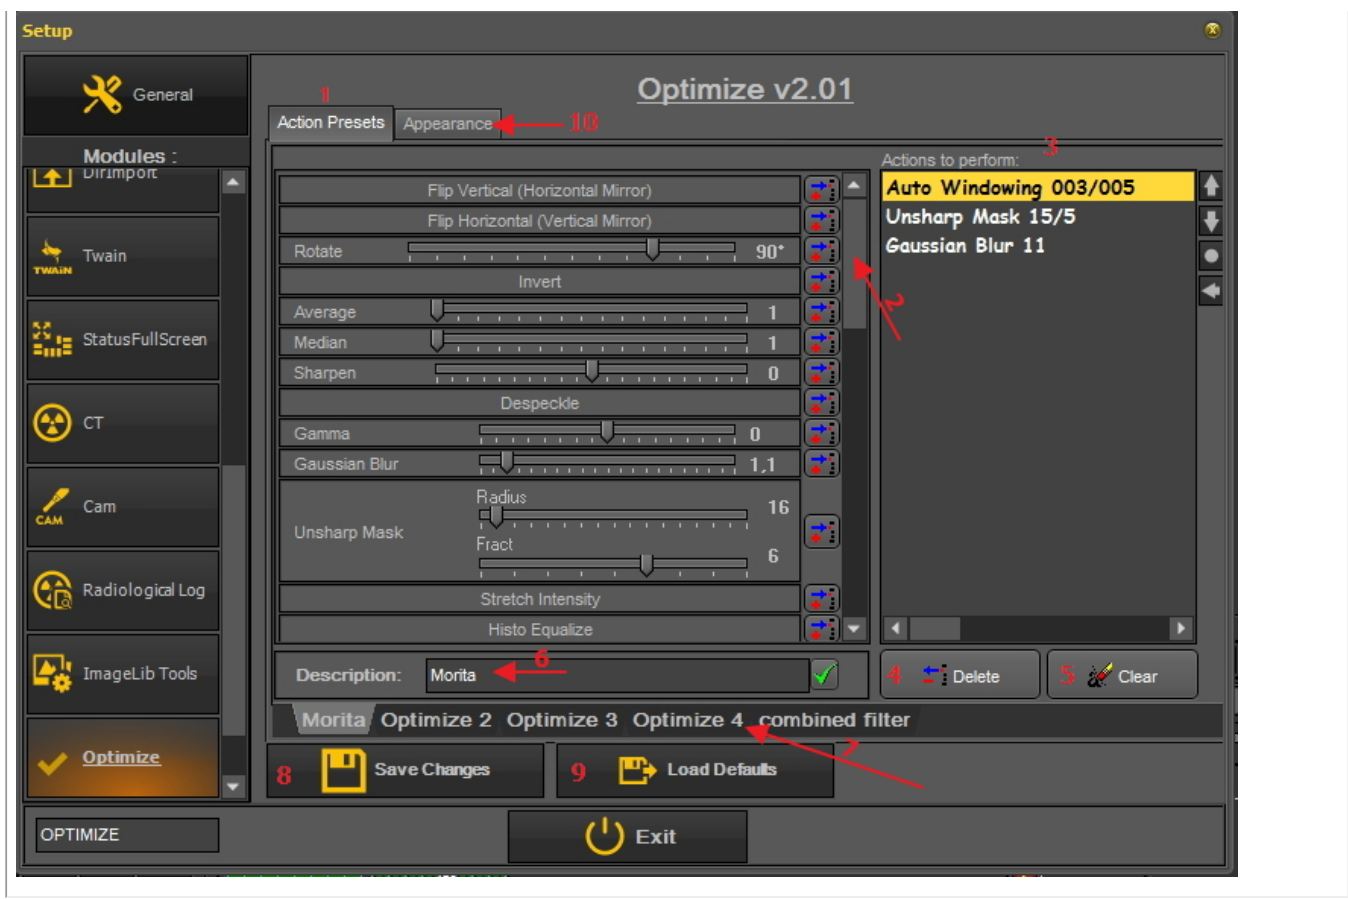 Setup
General
Optimize v2.01
1
Action Presets
Appearance
10
Modules :
DirImport
Twain
TWAIN
StatusFullScreen
CT
Cam
CAM
Radiological Log
ImageLib Tools
Optimize
Flip Vertical (Horizontal Mirror)
Flip Horizontal (Vertical Mirror)
Rotate 90°
Invert
Average 1
Median 1
Sharpen 0
Despeckle
Gamma 0
Gaussian Blur 1,1
Radius
16
Unsharp Mask
Fract
6
Stretch Intensity
Histo Equalize
2
Actions to perform:
3
Auto Windowing 003/005
Unsharp Mask 15/5
Gaussian Blur 11
Description: Morita
6
4 Delete
5 Clear
Morita Optimize 2 Optimize 3 Optimize 4 combined filter
7
8 Save Changes
9 Load Defaults
OPTIMIZE
Exit